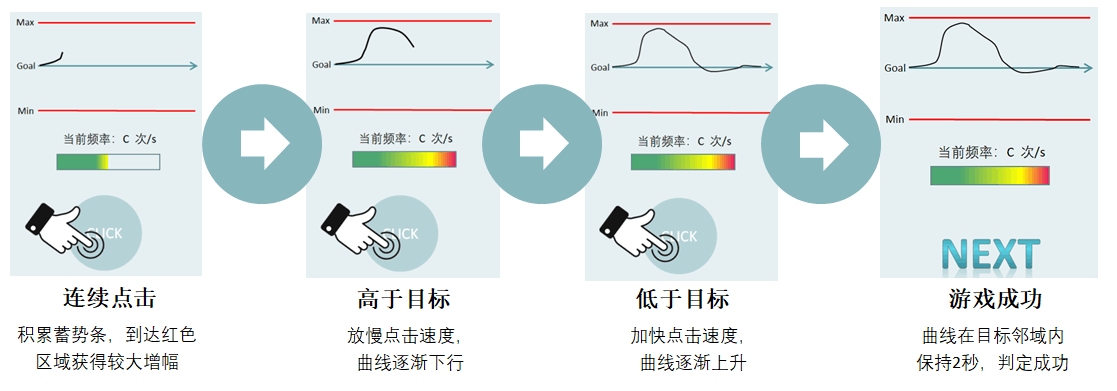 Max
Goal
Min
当前频率：C 次/s
CLICK
连续点击
积累蓄势条，到达红色
区域获得较大增幅
Max
Goal
Min
当前频率：C 次/s
CLICK
高于目标
放慢点击速度，
曲线逐渐下行
Max
Goal
Min
当前频率：C 次/s
CLICK
低于目标
加快点击速度，
曲线逐渐上升
Max
Goal
Min
当前频率：C 次/s
NEXT
游戏成功
曲线在目标邻域内
保持2秒，判定成功